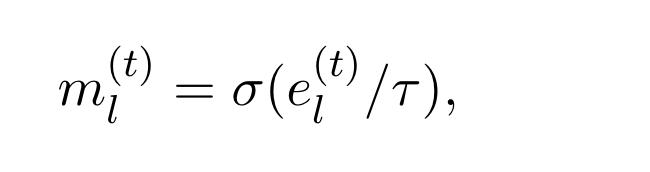 m_l^{(t)} = σ(e_l^{(t)}/τ),